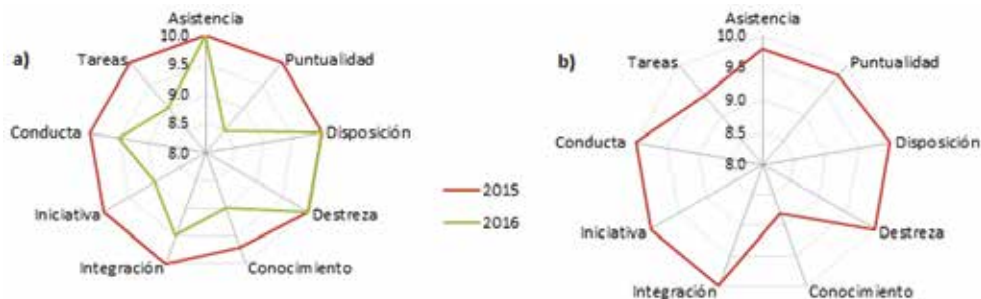 a)
Asistencia
10.0
9.5
9.0
8.5
8.0
Puntualidad
Disposición
Destreza
Conocimiento
Integración
Iniciativa
Conducta
Tareas
2015
2016
b)
Asistencia
10.0
9.5
9.0
8.5
8.0
Puntualidad
Disposición
Destreza
Conocimiento
Integración
Iniciativa
Conducta
Tareas